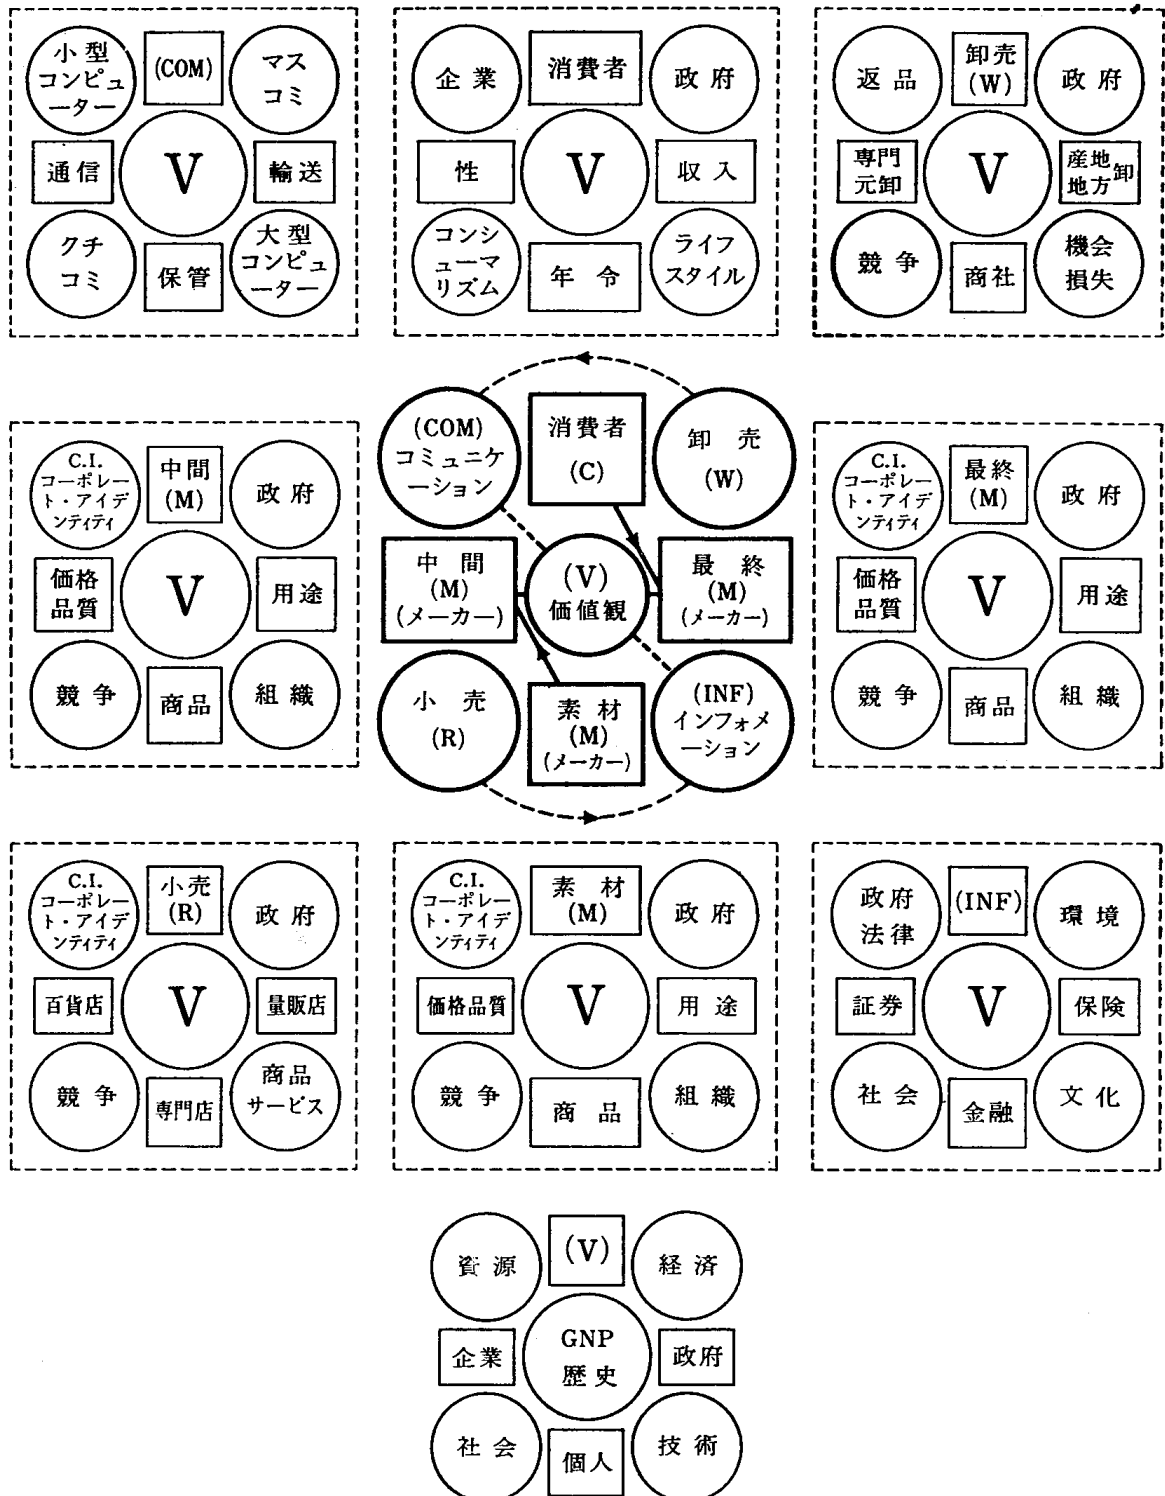 小型
コンピュ
ーター
(COM)
マス
コミ
通信
V
輸送
クチ
コミ
保管
大型
コンピュ
ーター
企業
消費者
政府
性
V
収入
コンシ
ューマ
リズム
年令
ライフ
スタイル
返品
卸売
(W)
政府
専門
元卸
V
産地
地方
卸
競争
商社
機会
損失
C.I.
コーポレー
ト・アイデ
ンティティ
中間
(M)
政府
価格
品質
V
用途
競争
商品
組織
(COM)
コミュニケ
ーション
消費者
(C)
卸売
(W)
中間
(M)
(メーカー)
(V)
価値観
最終
(M)
(メーカー)
小売
(R)
素材
(M)
(メーカー)
(INF)
インフォメ
ーション
C.I.
コーポレー
ト・アイデ
ンティティ
最終
(M)
政府
価格
品質
V
用途
競争
商品
組織
C.I.
コーポレー
ト・アイデ
ンティティ
小売
(R)
政府
百貨店
V
量販店
競争
専門店
商品
サービス
C.I.
コーポレー
ト・アイデ
ンティティ
素材
(M)
政府
価格品質
V
用途
競争
商品
組織
政府
法律
(INF)
環境
証券
V
保険
社会
金融
文化
資源
(V)
経済
企業
GNP
歴史
政府
社会
個人
技術